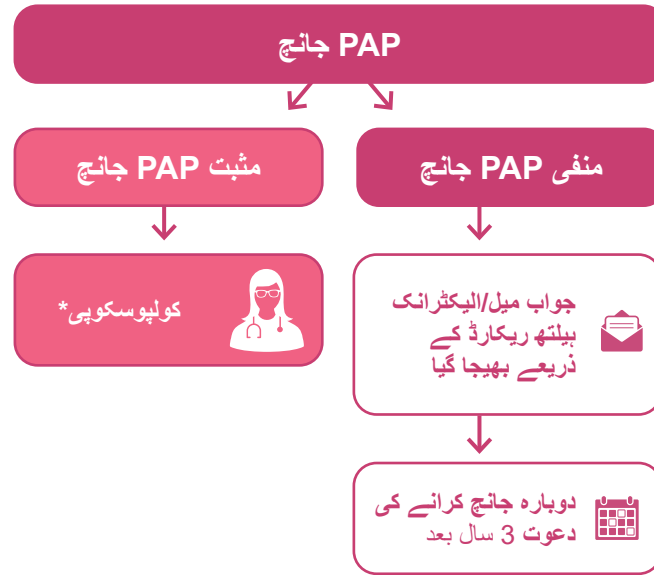 PAP جانچ
منفی PAP جانچ
مثبت PAP جانچ
جواب میل/الیکٹرانک
ہیلتھ ریکارڈ کے
ذریعے بھیجا گیا
کولپوسکوپی*
دوبارہ جانچ کرانے کی
دعوت 3 سال بعد